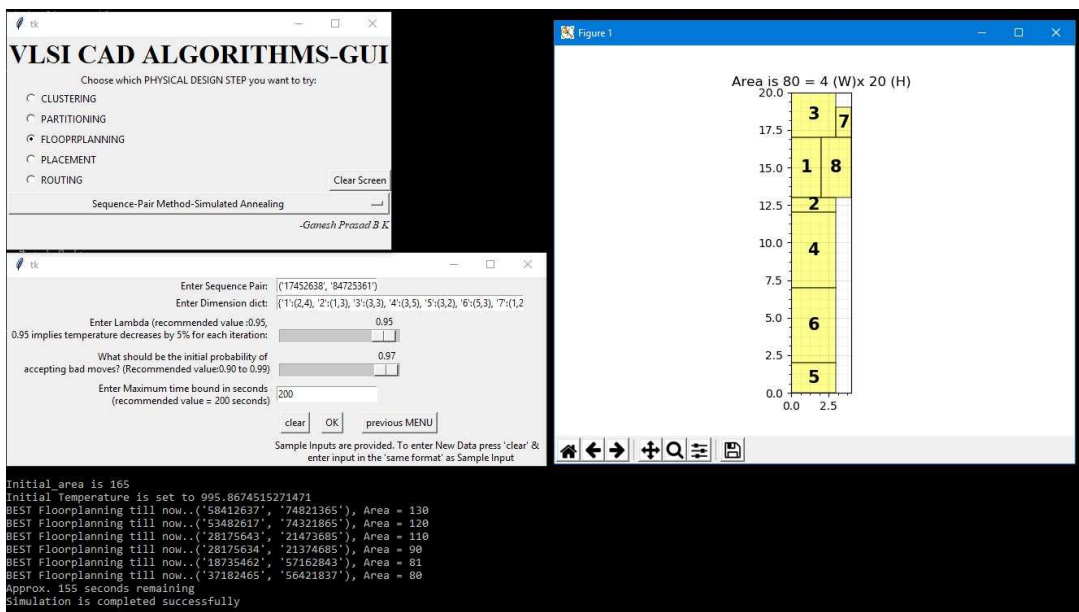 tk
VLSI CAD ALGORITHMS-GUI
Choose which PHYSICAL DESIGN STEP you want to try:
CLUSTERING
PARTITIONING
FLOOPRPLANNING
PLACEMENT
ROUTING
Clear Screen
Sequence-Pair Method-Simulated Annealing
-Ganesh Prasad B K
tk
Enter Sequence Pair: ('17452638', '84725361')
Enter Dimension dict: {'1':(2,4), '2':(1,3), '3':(3,3), '4':(3,5), '5':(3,2), '6':(5,3), '7':(1,2
Enter Lambda (recommended value :0.95,
0.95 implies temperature decreases by 5% for each iteration:
0.95
What should be the initial probability of
accepting bad moves? (Recommended value:0.90 to 0.99)
0.97
Enter Maximum time bound in seconds
(recommended value = 200 seconds)
200
clear OK previous MENU
Sample Inputs are provided. To enter New Data press 'clear' &
enter input in the 'same format' as Sample Input
Figure 1
Area is 80 = 4 (W)x 20 (H)
20.0
17.5
15.0
12.5
10.0
7.5
5.0
2.5
0.0
0.0 2.5
3
7
1 8
2
4
6
5
Initial_area is 165
Initial Temperature is set to 995.8674515271471
BEST Floorplanning till now..('58412637', '74821365'), Area = 130
BEST Floorplanning till now..('53482617', '74321865'), Area = 120
BEST Floorplanning till now..('28175643', '21473685'), Area = 110
BEST Floorplanning till now..('28175634', '21374685'), Area = 90
BEST Floorplanning till now..('18735462', '57162843'), Area = 81
BEST Floorplanning till now..('37182465', '56421837'), Area = 80
Approx. 155 seconds remaining
Simulation is completed successfully